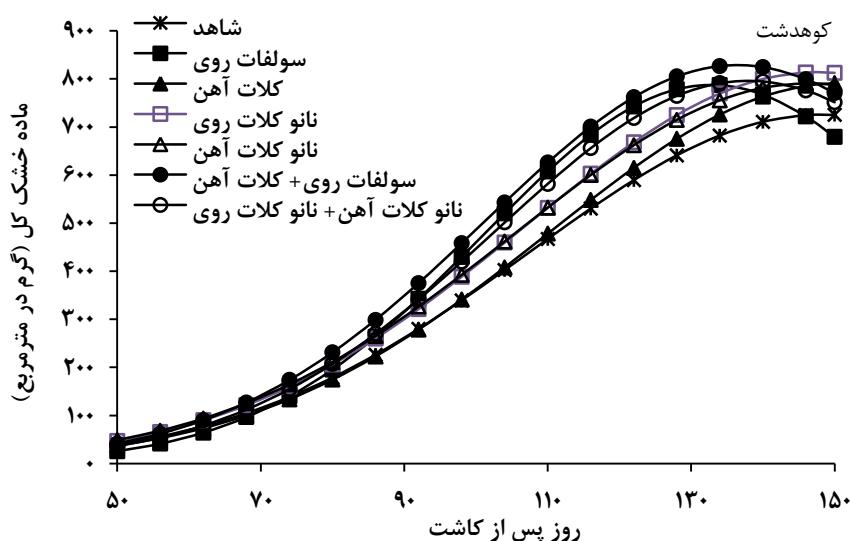 کوهدشت
شاهد
سولفات روی
کلات آهن
نانو کلات روی
نانو کلات آهن
سولفات روی+ کلات آهن
نانو کلات آهن+ نانو کلات روی
ماده خشک کل (گرم در مترمربع)
۹۰۰
۸۰۰
۷۰۰
۶۰۰
۵۰۰
۴۰۰
۳۰۰
۲۰۰
۱۰۰
۰
۵۰ ۷۰ ۹۰ ۱۱۰ ۱۳۰ ۱۵۰
روز پس از کاشت